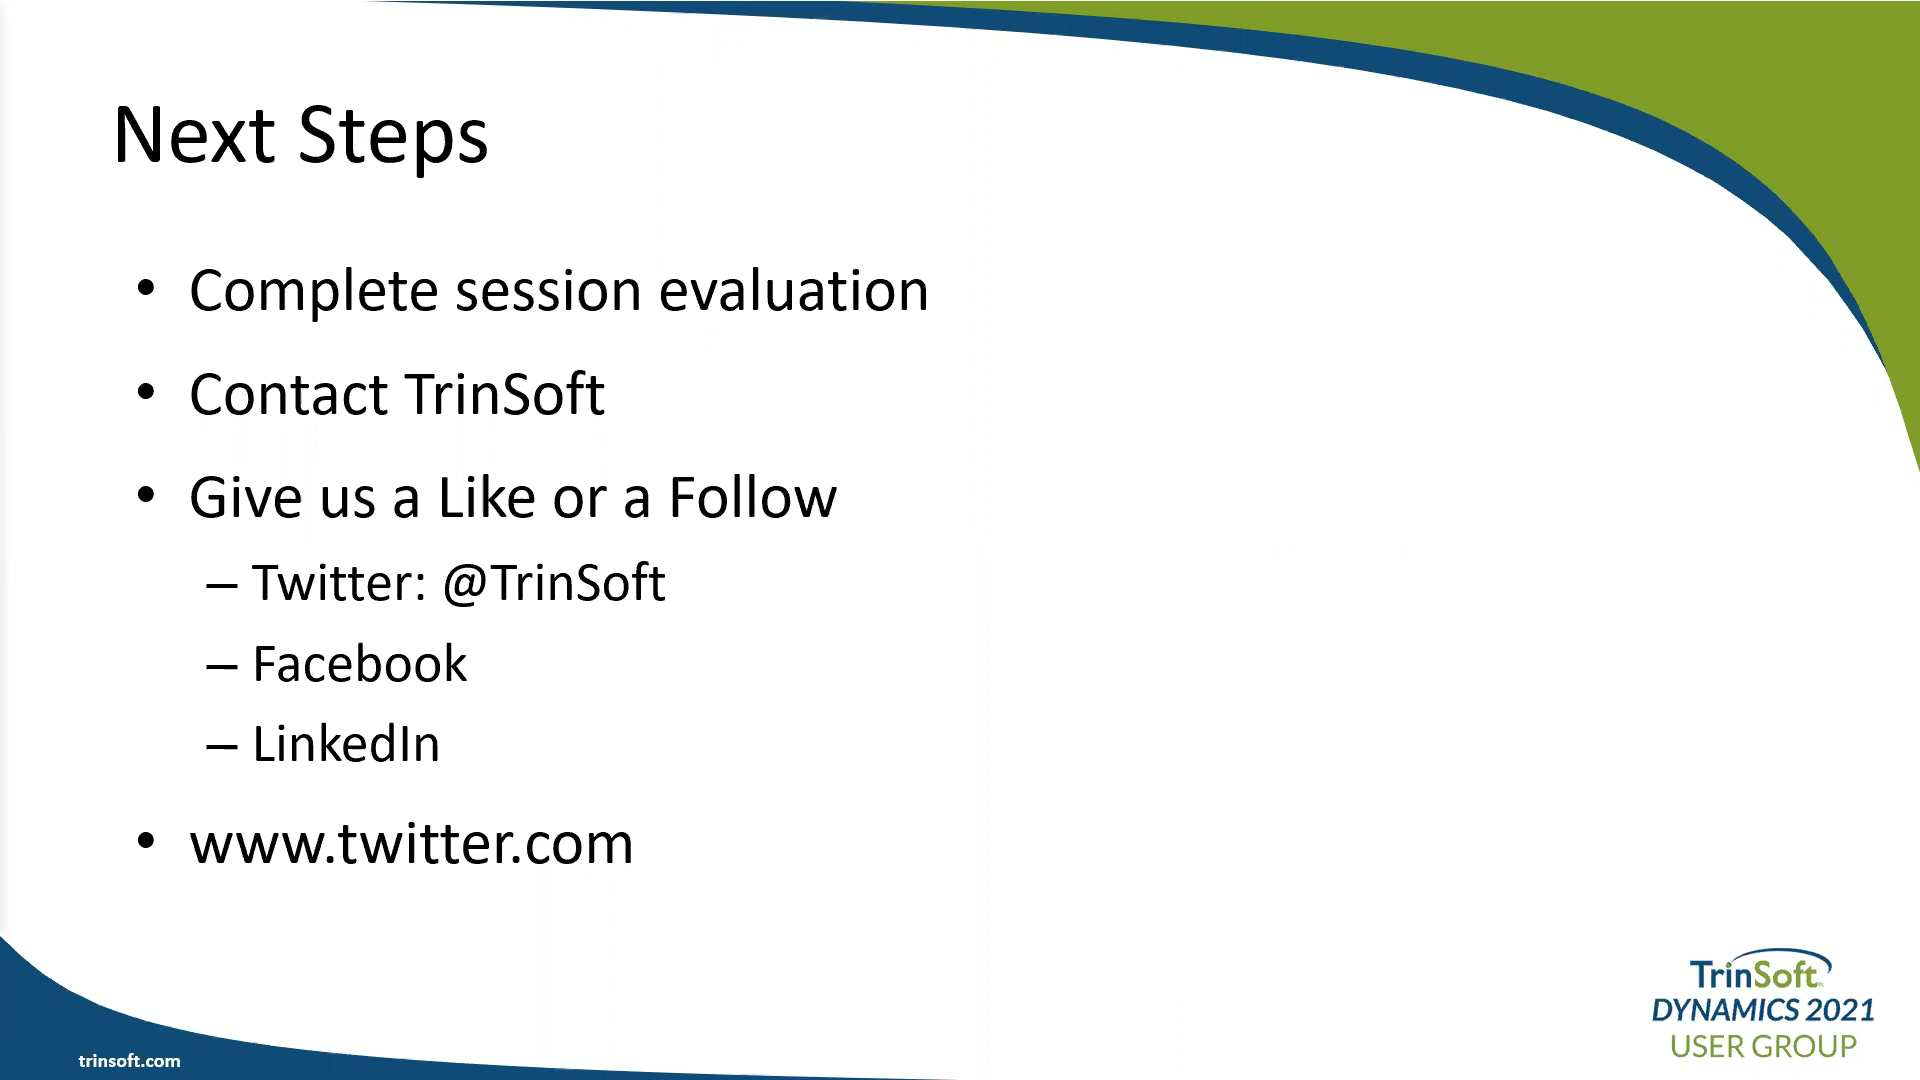 Next Steps
• Complete session evaluation
• Contact TrinSoft
• Give us a Like or a Follow
– Twitter: @TrinSoft
– Facebook
– LinkedIn
• www.twitter.com
trinsoft.com
TrinSoft
DYNAMICS 2021
USER GROUP